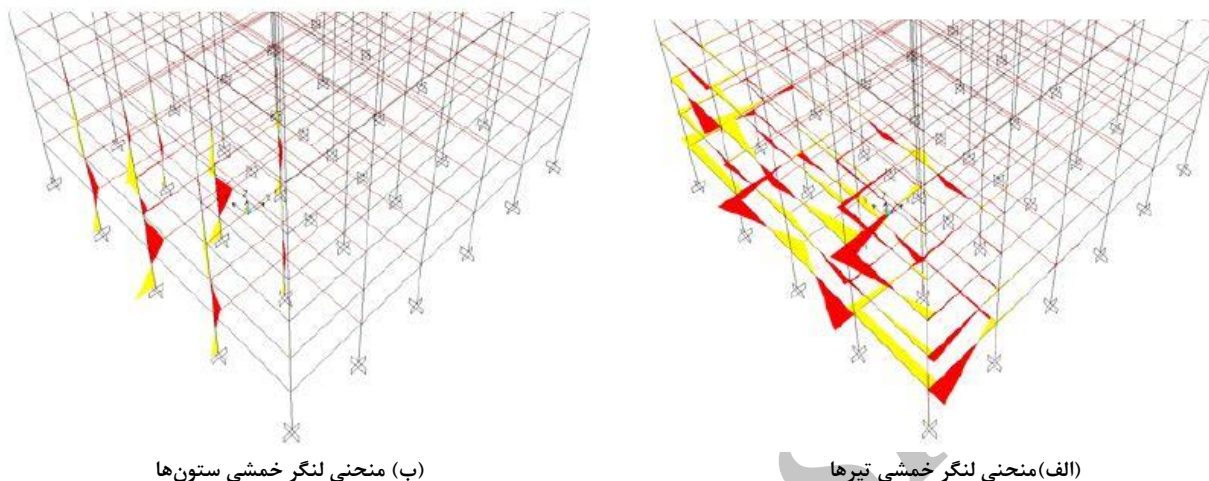 (الف)منحنی لنگر خمشی تیرها
(ب) منحنی لنگر خمشی ستون‌ها